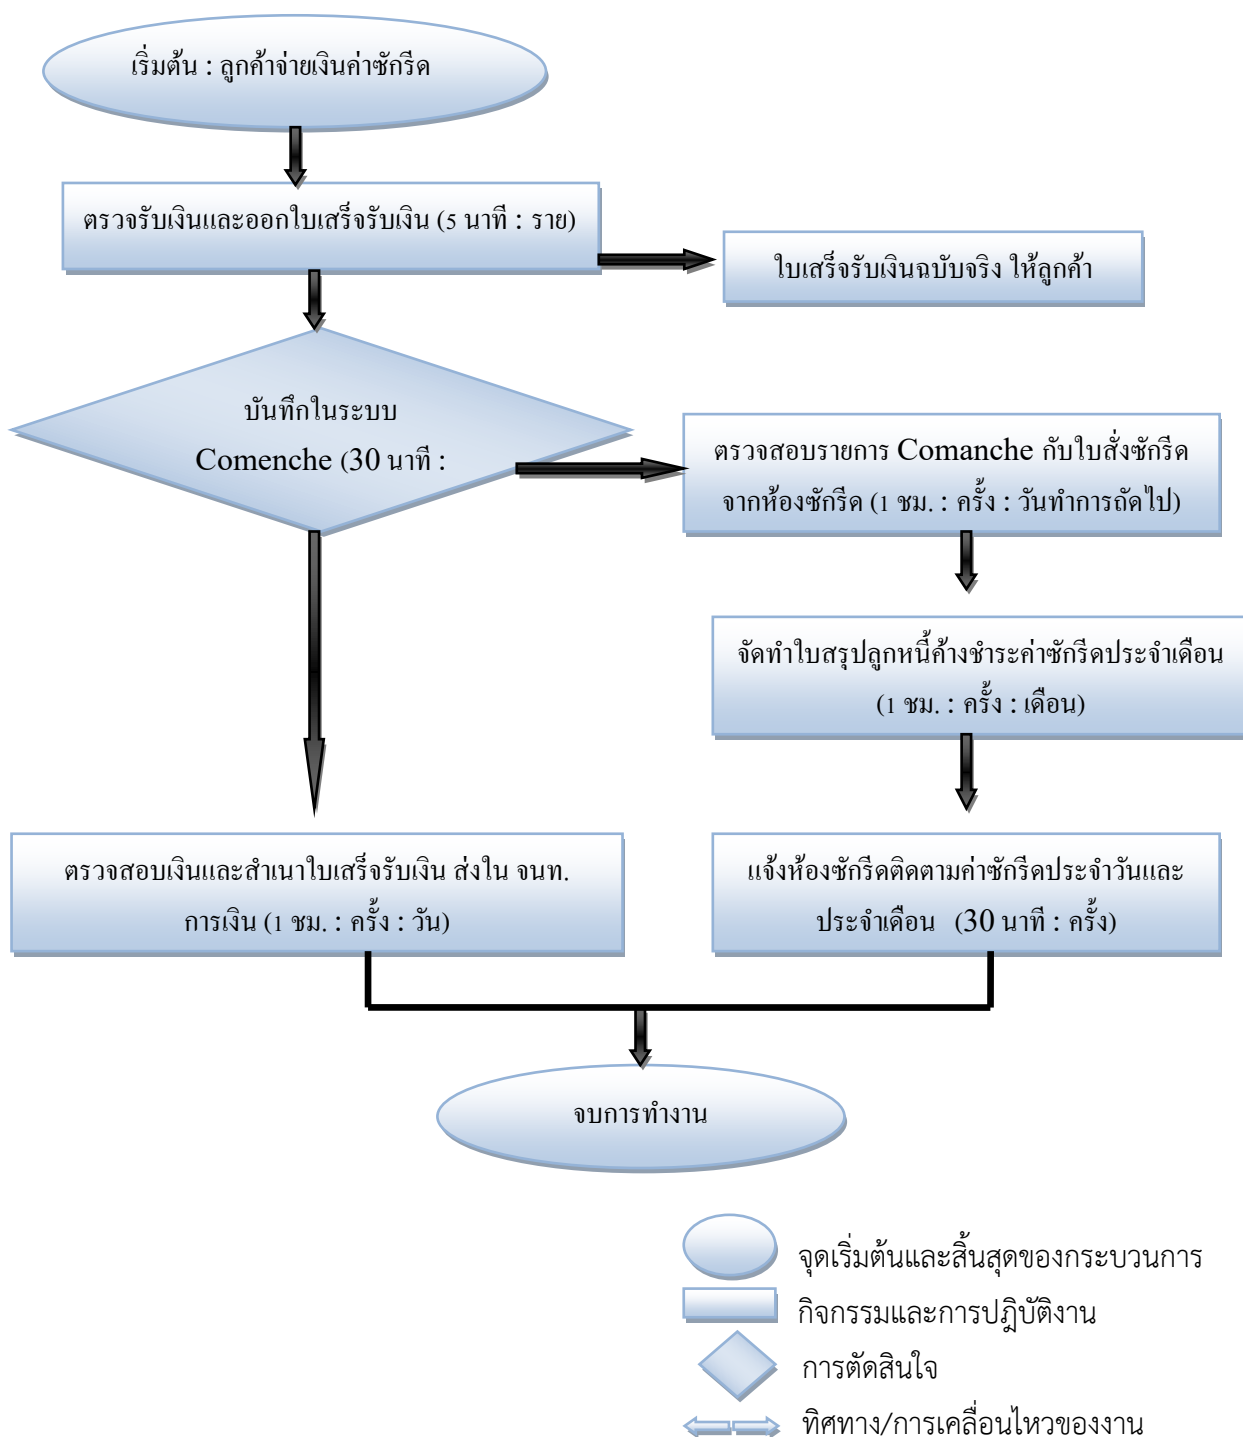 เริ่มต้น : ลูกค้าจ่ายเงินค่าซักรีด
ตรวจรับเงินและออกใบเสร็จรับเงิน (5 นาที : ราย)
ใบเสร็จรับเงินฉบับจริง ให้ลูกค้า
บันทึกในระบบ
Comenche (30 นาที :
ตรวจสอบรายการ Comanche กับใบสั่งซักรีด
จากห้องซักรีด (1 ชม. : ครั้ง : วันทำการถัดไป)
จัดทำใบสรุปลูกหนี้ค้างชำระค่าซักรีดประจำเดือน
(1 ชม. : ครั้ง : เดือน)
ตรวจสอบเงินและสำเนาใบเสร็จรับเงิน ส่งใน จนท.
การเงิน (1 ชม. : ครั้ง : วัน)
แจ้งห้องซักรีดติดตามค่าซักรีดประจำวันและ
ประจำเดือน (30 นาที : ครั้ง)
จบการทำงาน
จุดเริ่มต้นและสิ้นสุดของกระบวนการ
กิจกรรมและการปฎิบัติงาน
การตัดสินใจ
ทิศทาง/การเคลื่อนไหวของงาน